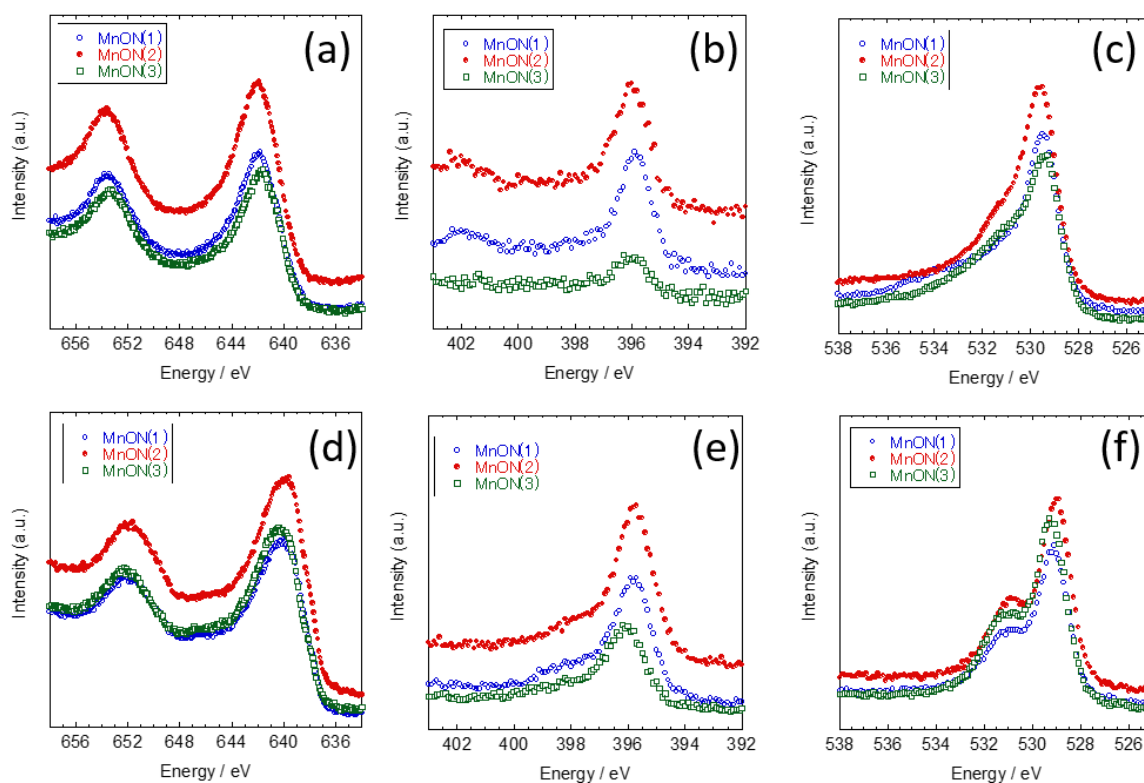 MnON(1)
MnON(2)
MnON(3)
(a)
Intensity (a.u.)
656 652 648 644 640 636
Energy / eV
MnON(1)
MnON(2)
MnON(3)
(b)
Intensity (a.u.)
402 400 398 396 394 392
Energy / eV
MnON(1)
MnON(2)
MnON(3)
(c)
Intensity (a.u.)
538 536 534 532 530 528 526
Energy / eV
MnON(1)
MnON(2)
MnON(3)
(d)
Intensity (a.u.)
656 652 648 644 640 636
Energy / eV
MnON(1)
MnON(2)
MnON(3)
(e)
Intensity (a.u.)
402 400 398 396 394 392
Energy / eV
MnON(1)
MnON(2)
MnON(3)
(f)
Intensity (a.u.)
538 536 534 532 530 528 526
Energy / eV